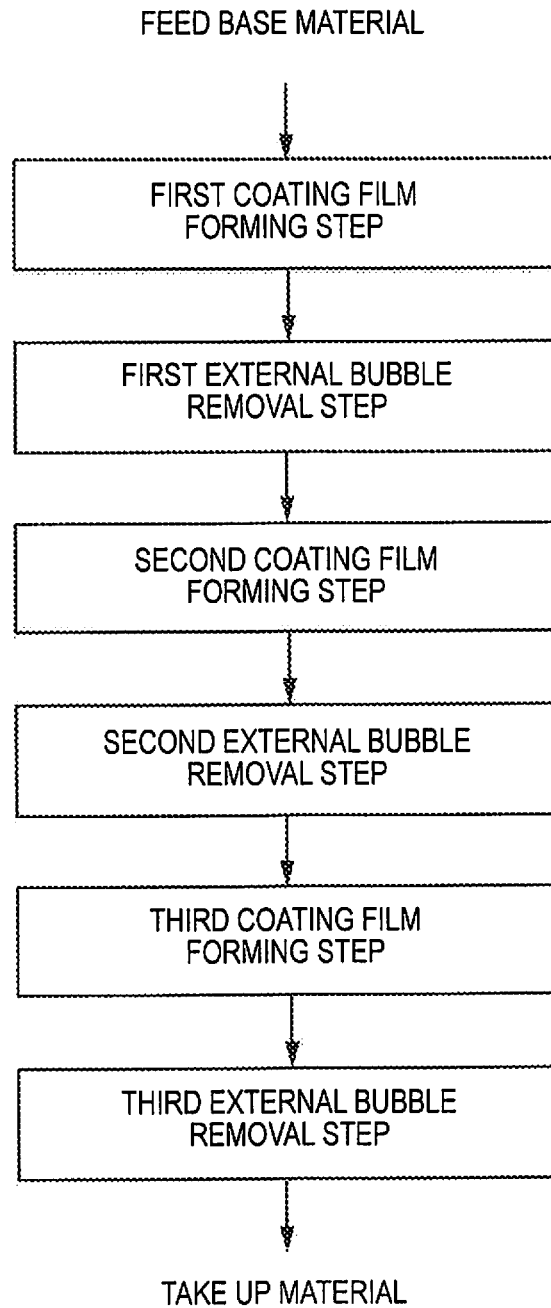 FEED BASE MATERIAL
FIRST COATING FILM
FORMING STEP
FIRST EXTERNAL BUBBLE
REMOVAL STEP
SECOND COATING FILM
FORMING STEP
SECOND EXTERNAL BUBBLE
REMOVAL STEP
THIRD COATING FILM
FORMING STEP
THIRD EXTERNAL BUBBLE
REMOVAL STEP
TAKE UP MATERIAL